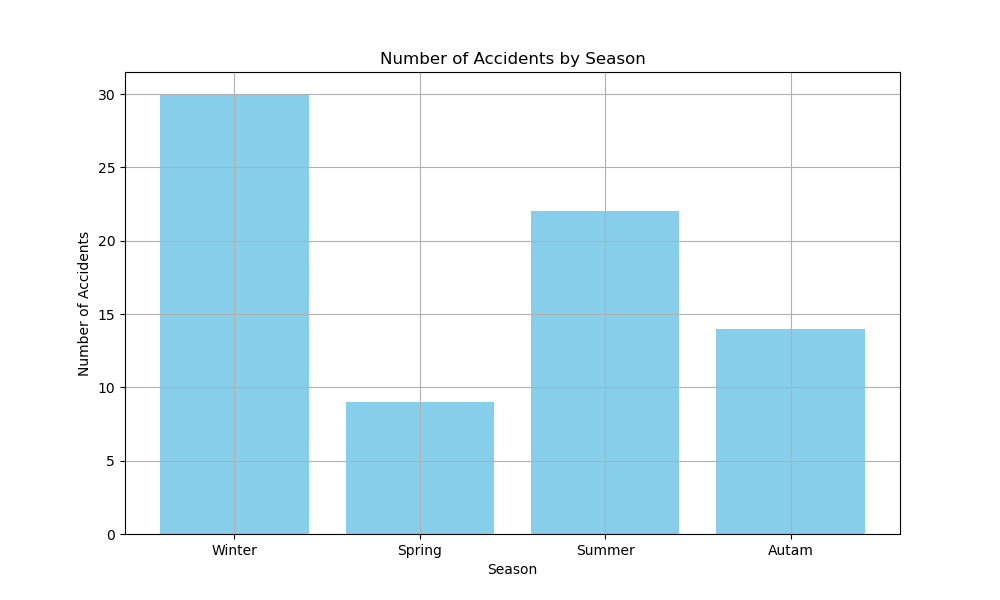 Number of Accidents by Season
Number of Accidents
30
25
20
15
10
5
0
Winter Spring Summer Autam
Season